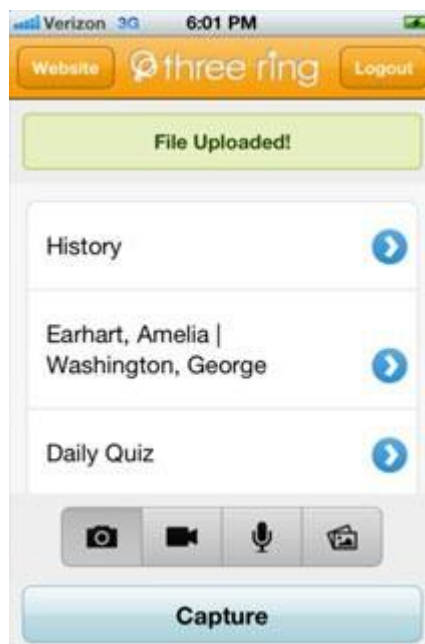 Verizon 3G 6:01 PM
Website three ring Logout
File Uploaded!
History
Earhart, Amelia |
Washington, George
Daily Quiz
Capture